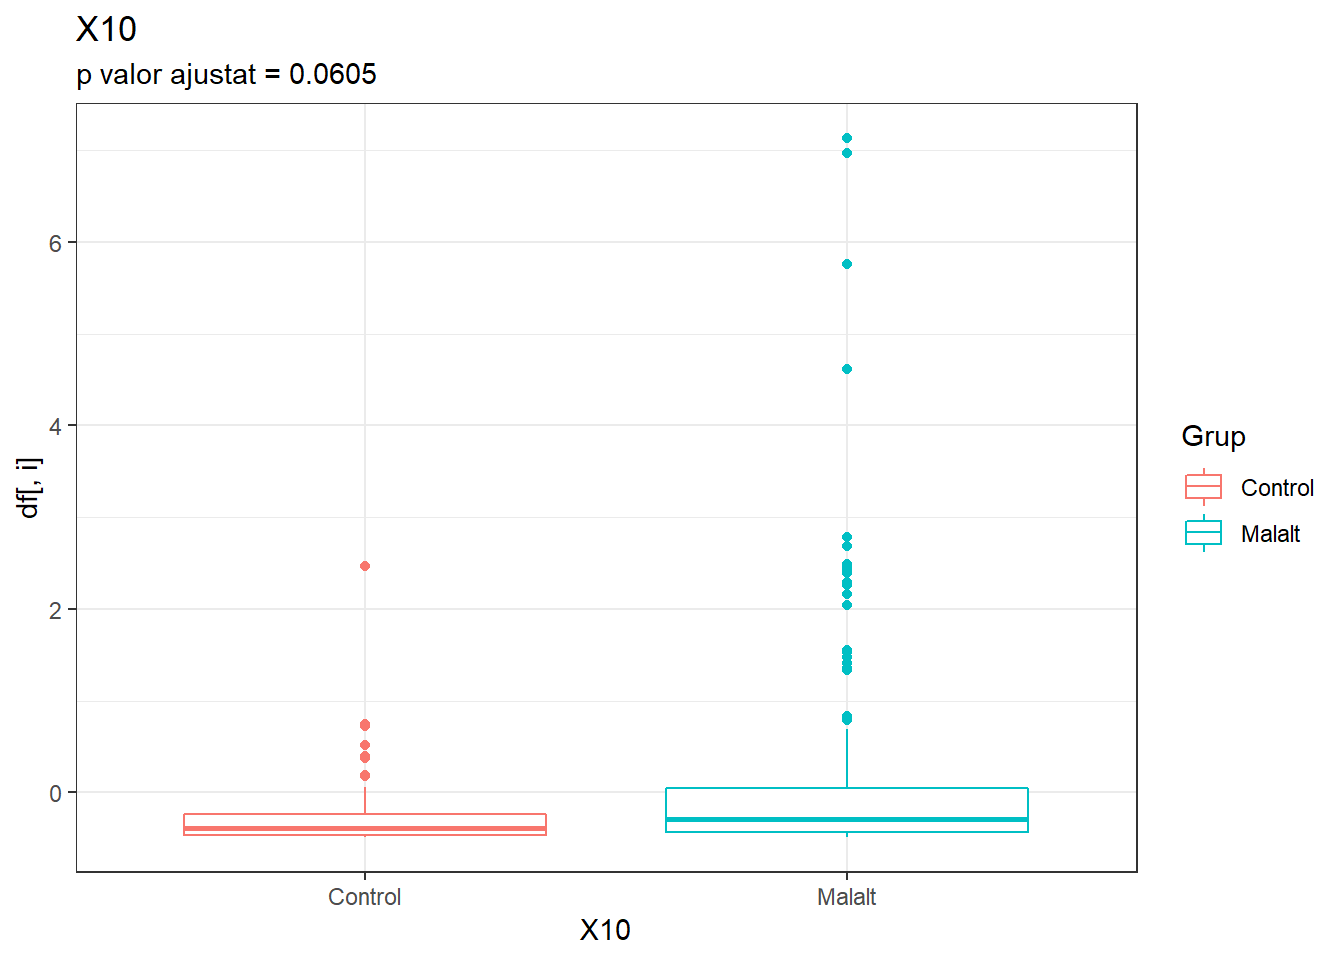 X10
p valor ajustat = 0.0605
df[, i]
6
4
2
0
Control
Malalt
X10
Grup
Control
Malalt